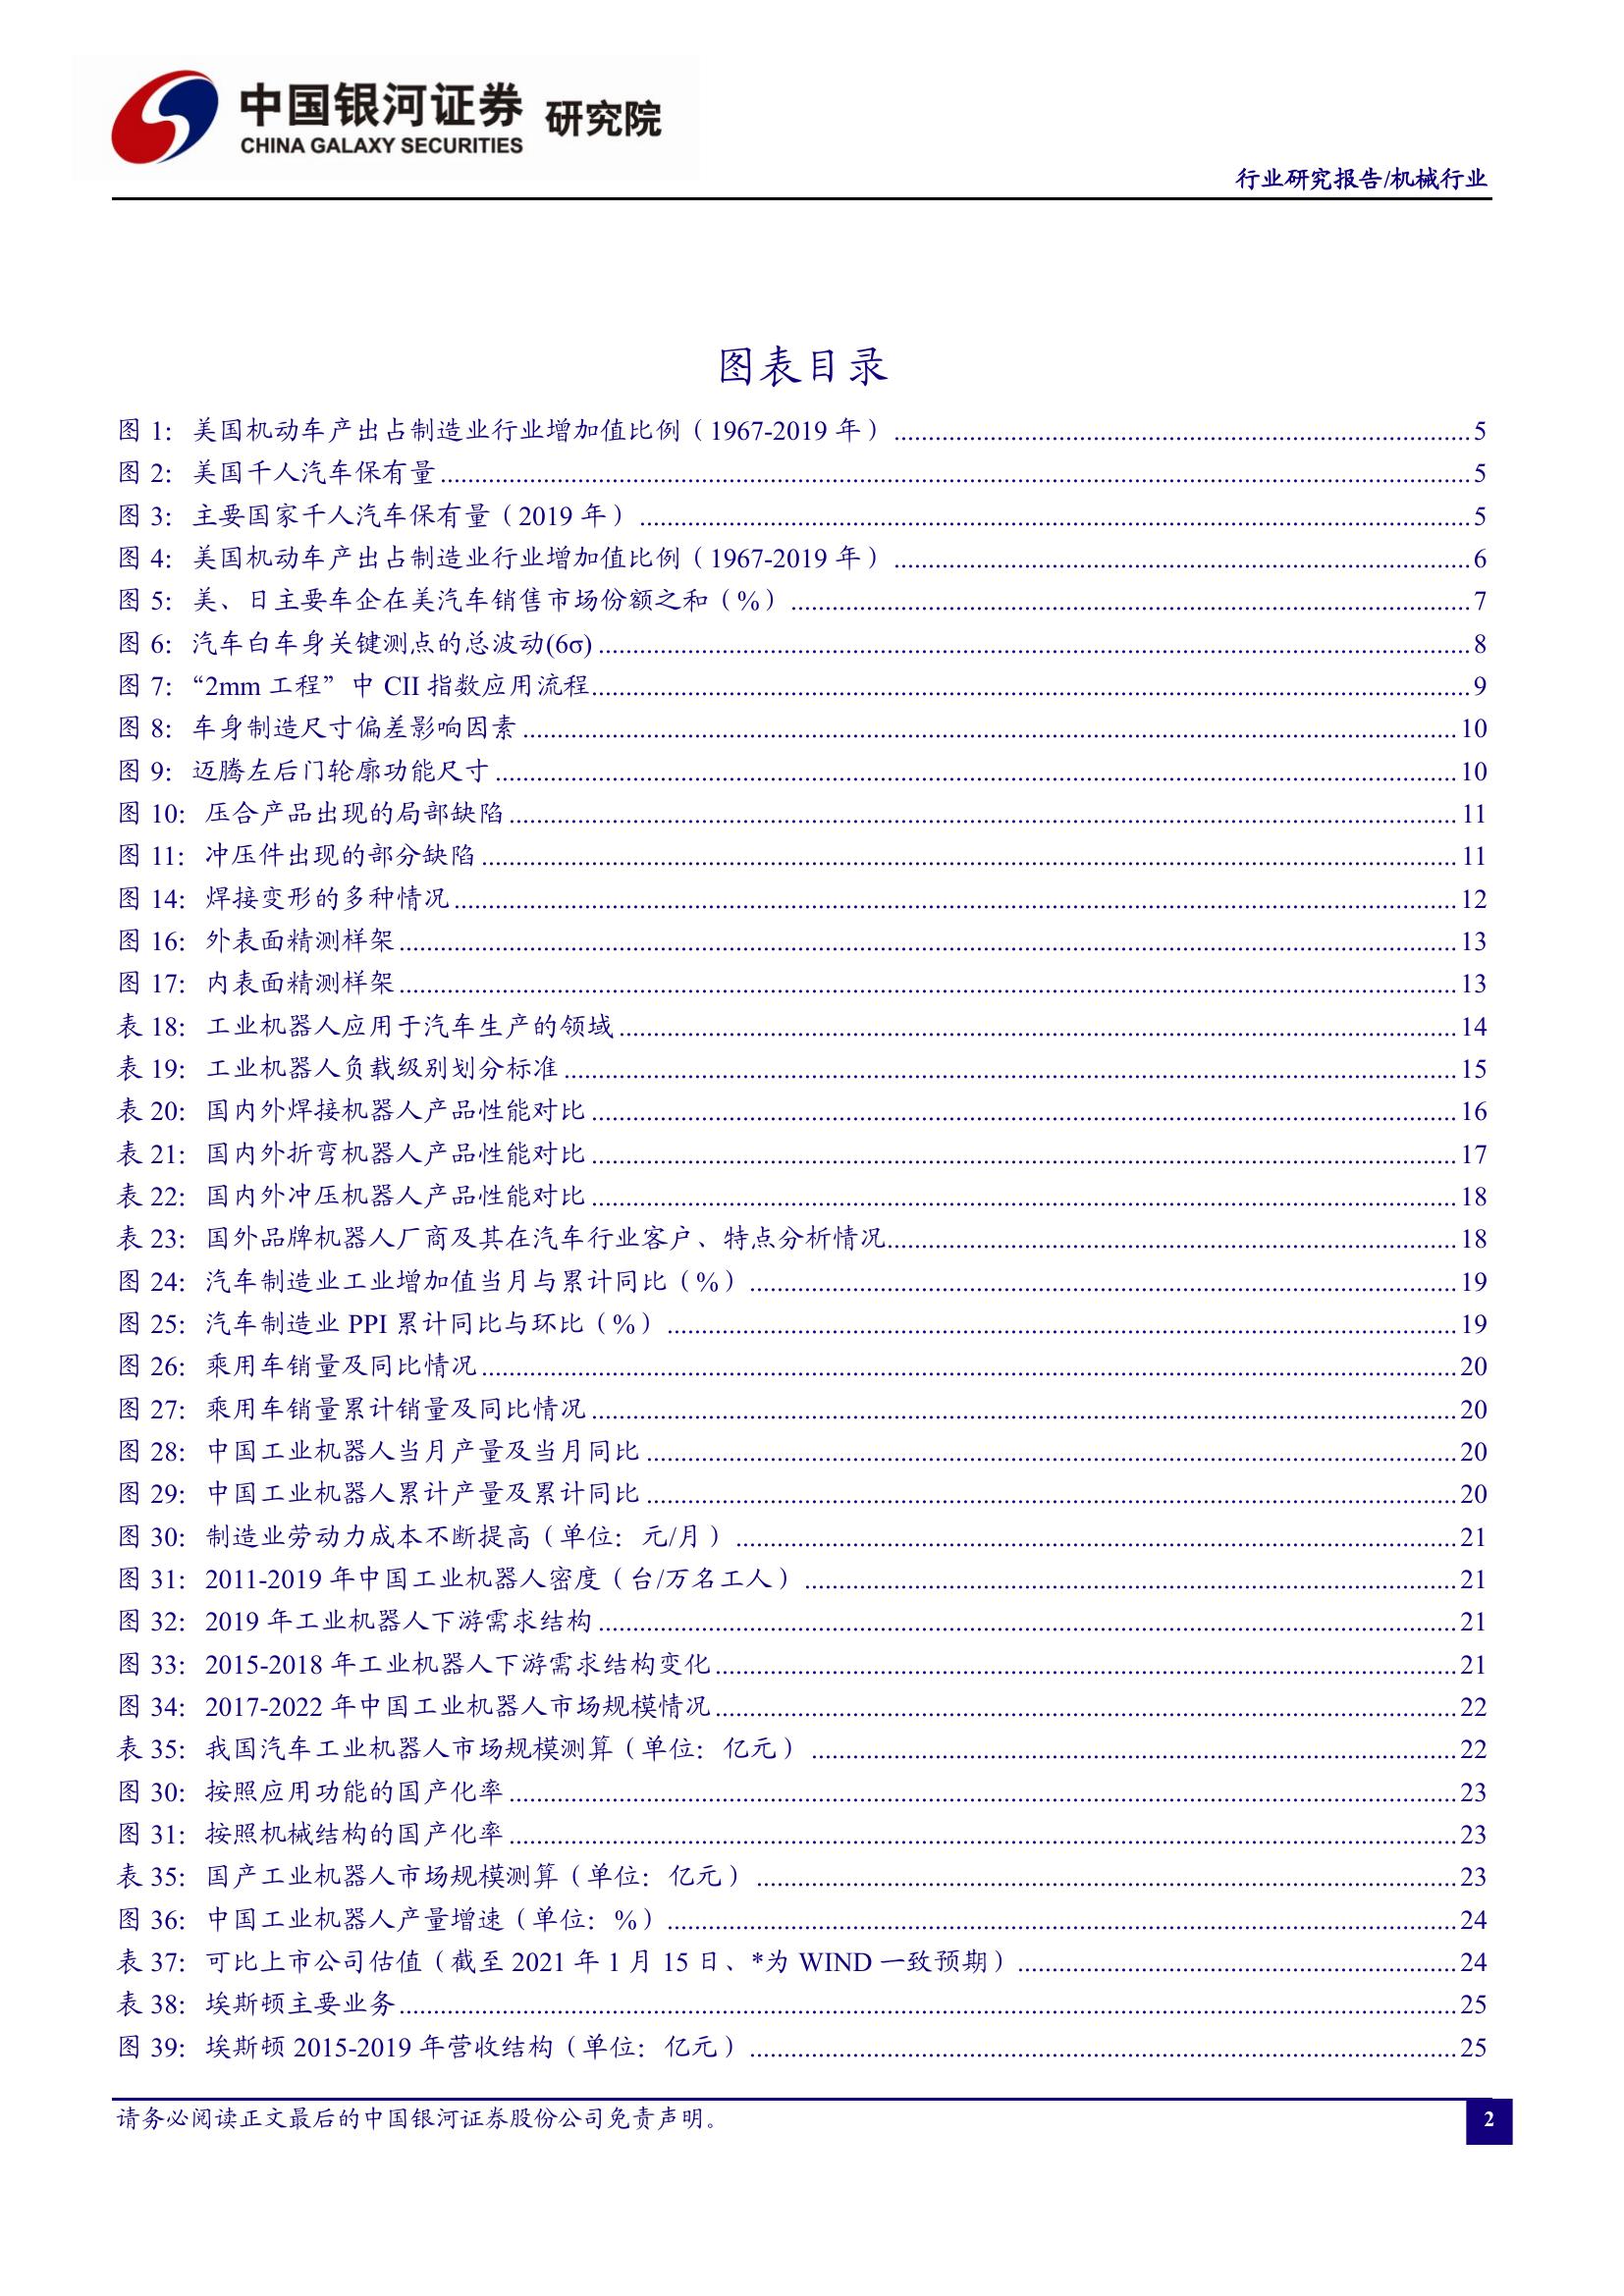 中国银河证券 研究院
CHINA GALAXY SECURITIES
行业研究报告/机械行业
图表目录
图 1: 美国机动车产出占制造业行业增加值比例（1967-2019 年） 5
图 2: 美国千人汽车保有量 5
图 3: 主要国家千人汽车保有量（2019 年） 5
图 4: 美国机动车产出占制造业行业增加值比例（1967-2019 年） 6
图 5: 美、日主要车企在美汽车销售市场份额之和（%） 7
图 6: 汽车白车身关键测点的总波动(6σ) 8
图 7: “2mm 工程”中 CII 指数应用流程 9
图 8: 车身制造尺寸偏差影响因素 10
图 9: 迈腾左后门轮廓功能尺寸 10
图 10: 压合产品出现的局部缺陷 11
图 11: 冲压件出现的部分缺陷 11
图 14: 焊接变形的多种情况 12
图 16: 外表面精测样架 13
图 17: 内表面精测样架 13
表 18: 工业机器人应用于汽车生产的领域 14
表 19: 工业机器人负载级别划分标准 15
表 20: 国内外焊接机器人产品性能对比 16
表 21: 国内外折弯机器人产品性能对比 17
表 22: 国内外冲压机器人产品性能对比 18
表 23: 国外品牌机器人厂商及其在汽车行业客户、特点分析情况 18
图 24: 汽车制造业工业增加值当月与累计同比（%） 19
图 25: 汽车制造业 PPI 累计同比与环比（%） 19
图 26: 乘用车销量及同比情况 20
图 27: 乘用车销量累计销量及同比情况 20
图 28: 中国工业机器人当月产量及当月同比 20
图 29: 中国工业机器人累计产量及累计同比 20
图 30: 制造业劳动力成本不断提高（单位：元/月） 21
图 31: 2011-2019 年中国工业机器人密度（台/万名工人） 21
图 32: 2019 年工业机器人下游需求结构 21
图 33: 2015-2018 年工业机器人下游需求结构变化 21
图 34: 2017-2022 年中国工业机器人市场规模情况 22
表 35: 我国汽车工业机器人市场规模测算（单位：亿元） 22
图 30: 按照应用功能的国产化率 23
图 31: 按照机械结构的国产化率 23
表 35: 国产工业机器人市场规模测算（单位：亿元） 23
图 36: 中国工业机器人产量增速（单位：%） 24
表 37: 可比上市公司估值（截至 2021 年 1 月 15 日、*为 WIND 一致预期） 24
表 38: 埃斯顿主要业务 25
图 39: 埃斯顿 2015-2019 年营收结构（单位：亿元） 25
请务必阅读正文最后的中国银河证券股份公司免责声明。
2